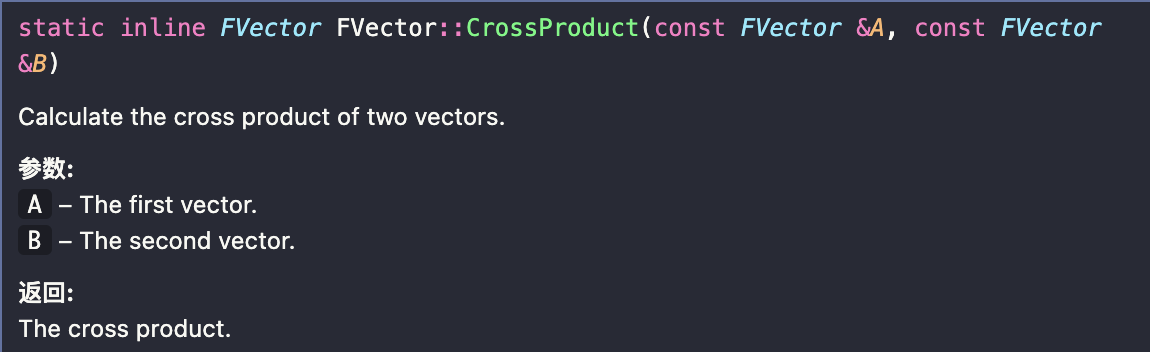 static inline FVector FVector::CrossProduct(const FVector &A, const FVector
&B)
Calculate the cross product of two vectors.
参数:
A – The first vector.
B – The second vector.
返回:
The cross product.